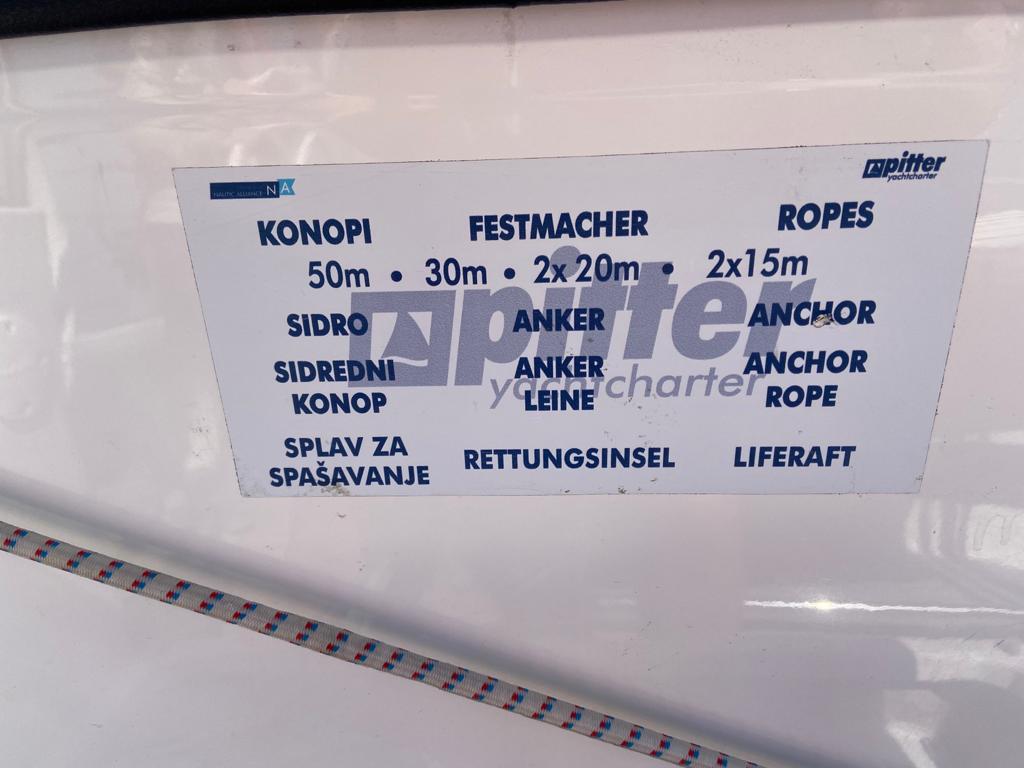 NAUTIC ALLIANCE NA
pitter
yachtcharter
KONOPI FESTMACHER ROPES
50m • 30m • 2x 20m • 2x15m
SiDRO ANKER ANCHOR
SIDREDNI KONOP ANKER LEINE ANCHOR ROPE
SPLAV ZA SPAŠAVANJE RETTUNGSINSEL LIFERAFT
pitter
yachtcharter